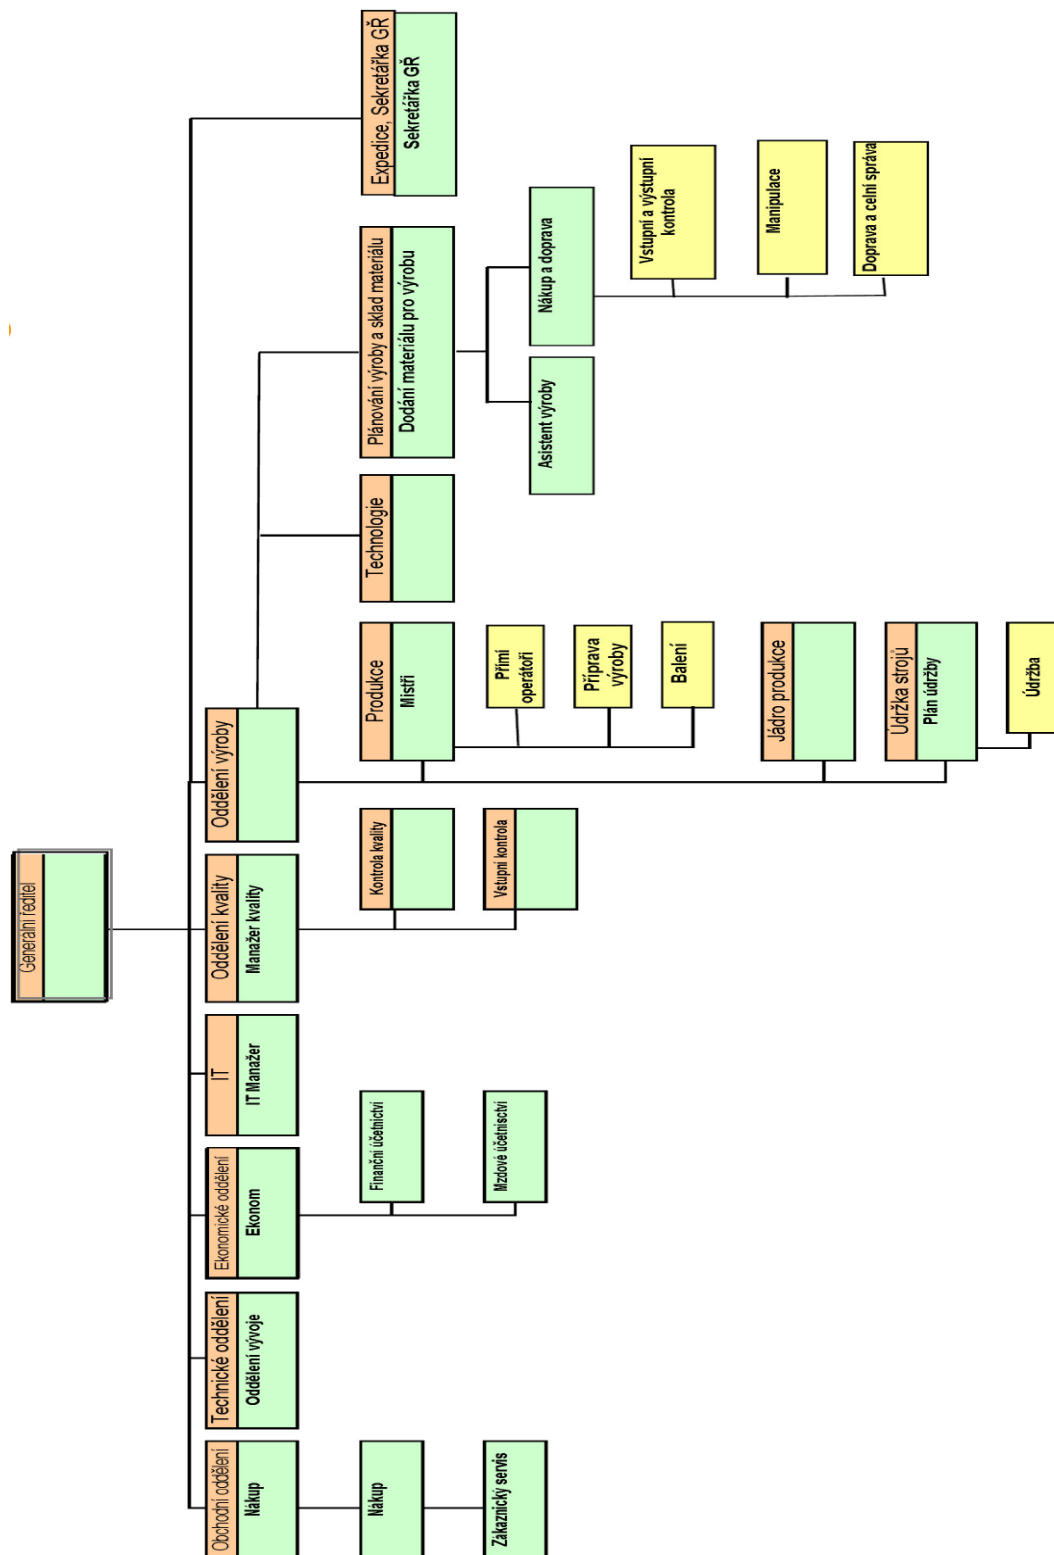 Generalní ředitel
Obchodní oddělení
Nákup
Technické oddělení
Oddělení vývoje
Ekonomické oddělení
Ekonom
IT
IT Manažer
Oddělení kvality
Manažer kvality
Oddělení výroby
Nákup
Finanční účetnictví
Kontrola kvality
Produkce
Mistři
Technologie
Plánování výroby a sklad materiálu
Dodání materiálu pro výrobu
Expedice, Sekretářka GŘ
Sekretářka GŘ
Zákaznický servis
Mzdové účetnisctví
Vstupní kontrola
Přímí
operátoři
Asistent výroby
Nákup a doprava
Příprava
výroby
Vstupní a výstupní
kontrola
Balení
Jádro produkce
Manipulace
Údržka strojů
Plán údržby
Doprava a celní správa
Údržba